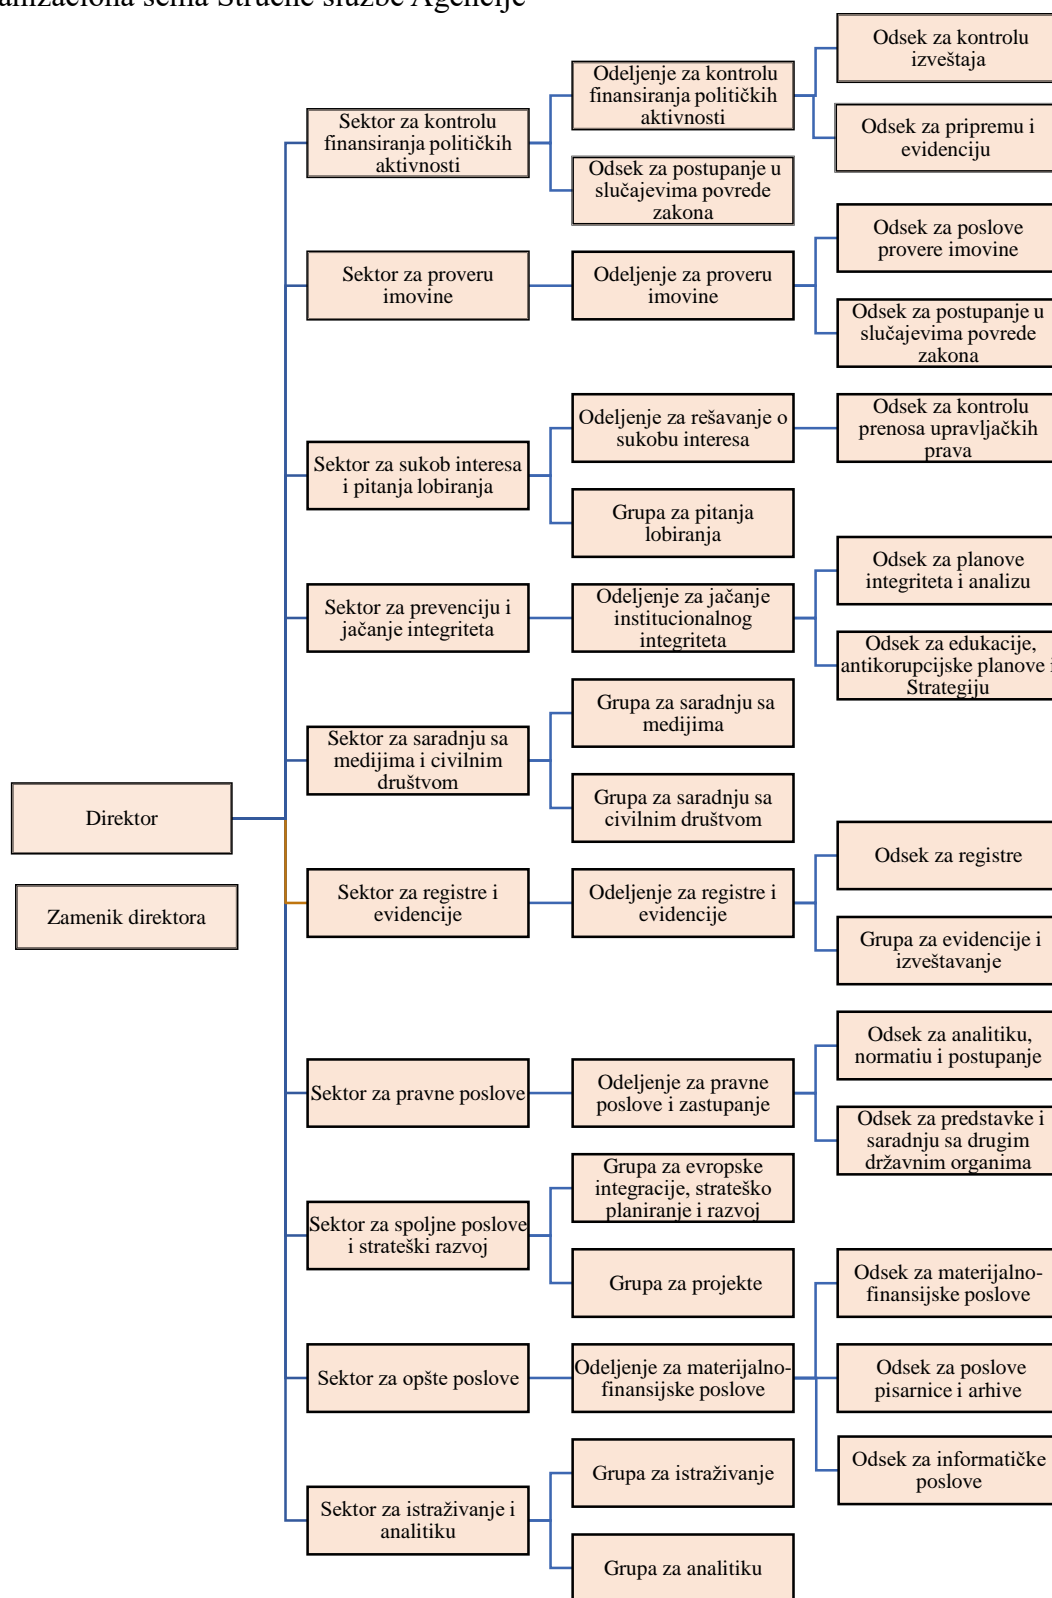 Stručne službe Agencije
Direktor
Zamenik direktora
Sektor za kontrolu
finansiranja političkih
aktivnosti
Odeljenje za kontrolu
finansiranja političkih
aktivnosti
Odsek za kontrolu
izveštaja
Odsek za pripremu i
evidenciju
Odsek za postupanje u
slučajevima povrede
zakona
Sektor za proveru
imovine
Odeljenje za proveru
imovine
Odsek za poslove
provere imovine
Odsek za postupanje u
slučajevima povrede
zakona
Sektor za sukob interesa
i pitanja lobiranja
Odeljenje za rešavanje o
sukobu interesa
Odsek za kontrolu
prenosa upravljačkih
prava
Grupa za pitanja
lobiranja
Sektor za prevenciju i
jačanje integriteta
Odeljenje za jačanje
institucionalnog
integriteta
Odsek za planove
integriteta i analizu
Odsek za edukacije,
antikorupcijske planove i
Strategiju
Sektor za saradnju sa
medijima i civilnim
društvom
Grupa za saradnju sa
medijima
Grupa za saradnju sa
civilnim društvom
Sektor za registre i
evidencije
Odeljenje za registre i
evidencije
Odsek za registre
Grupa za evidencije i
izveštavanje
Sektor za pravne poslove
Odeljenje za pravne
poslove i zastupanje
Odsek za analitiku,
normatiu i postupanje
Odsek za predstavke i
saradnju sa drugim
državnim organima
Sektor za spoljne poslove
i strateški razvoj
Grupa za evropske
integracije, strateško
planiranje i razvoj
Grupa za projekte
Sektor za opšte poslove
Odeljenje za materijalno-
finansijske poslove
Odsek za materijalno-
finansijske poslove
Odsek za poslove
pisarnice i arhive
Odsek za informatičke
poslove
Sektor za istraživanje i
analitiku
Grupa za istraživanje
Grupa za analitiku